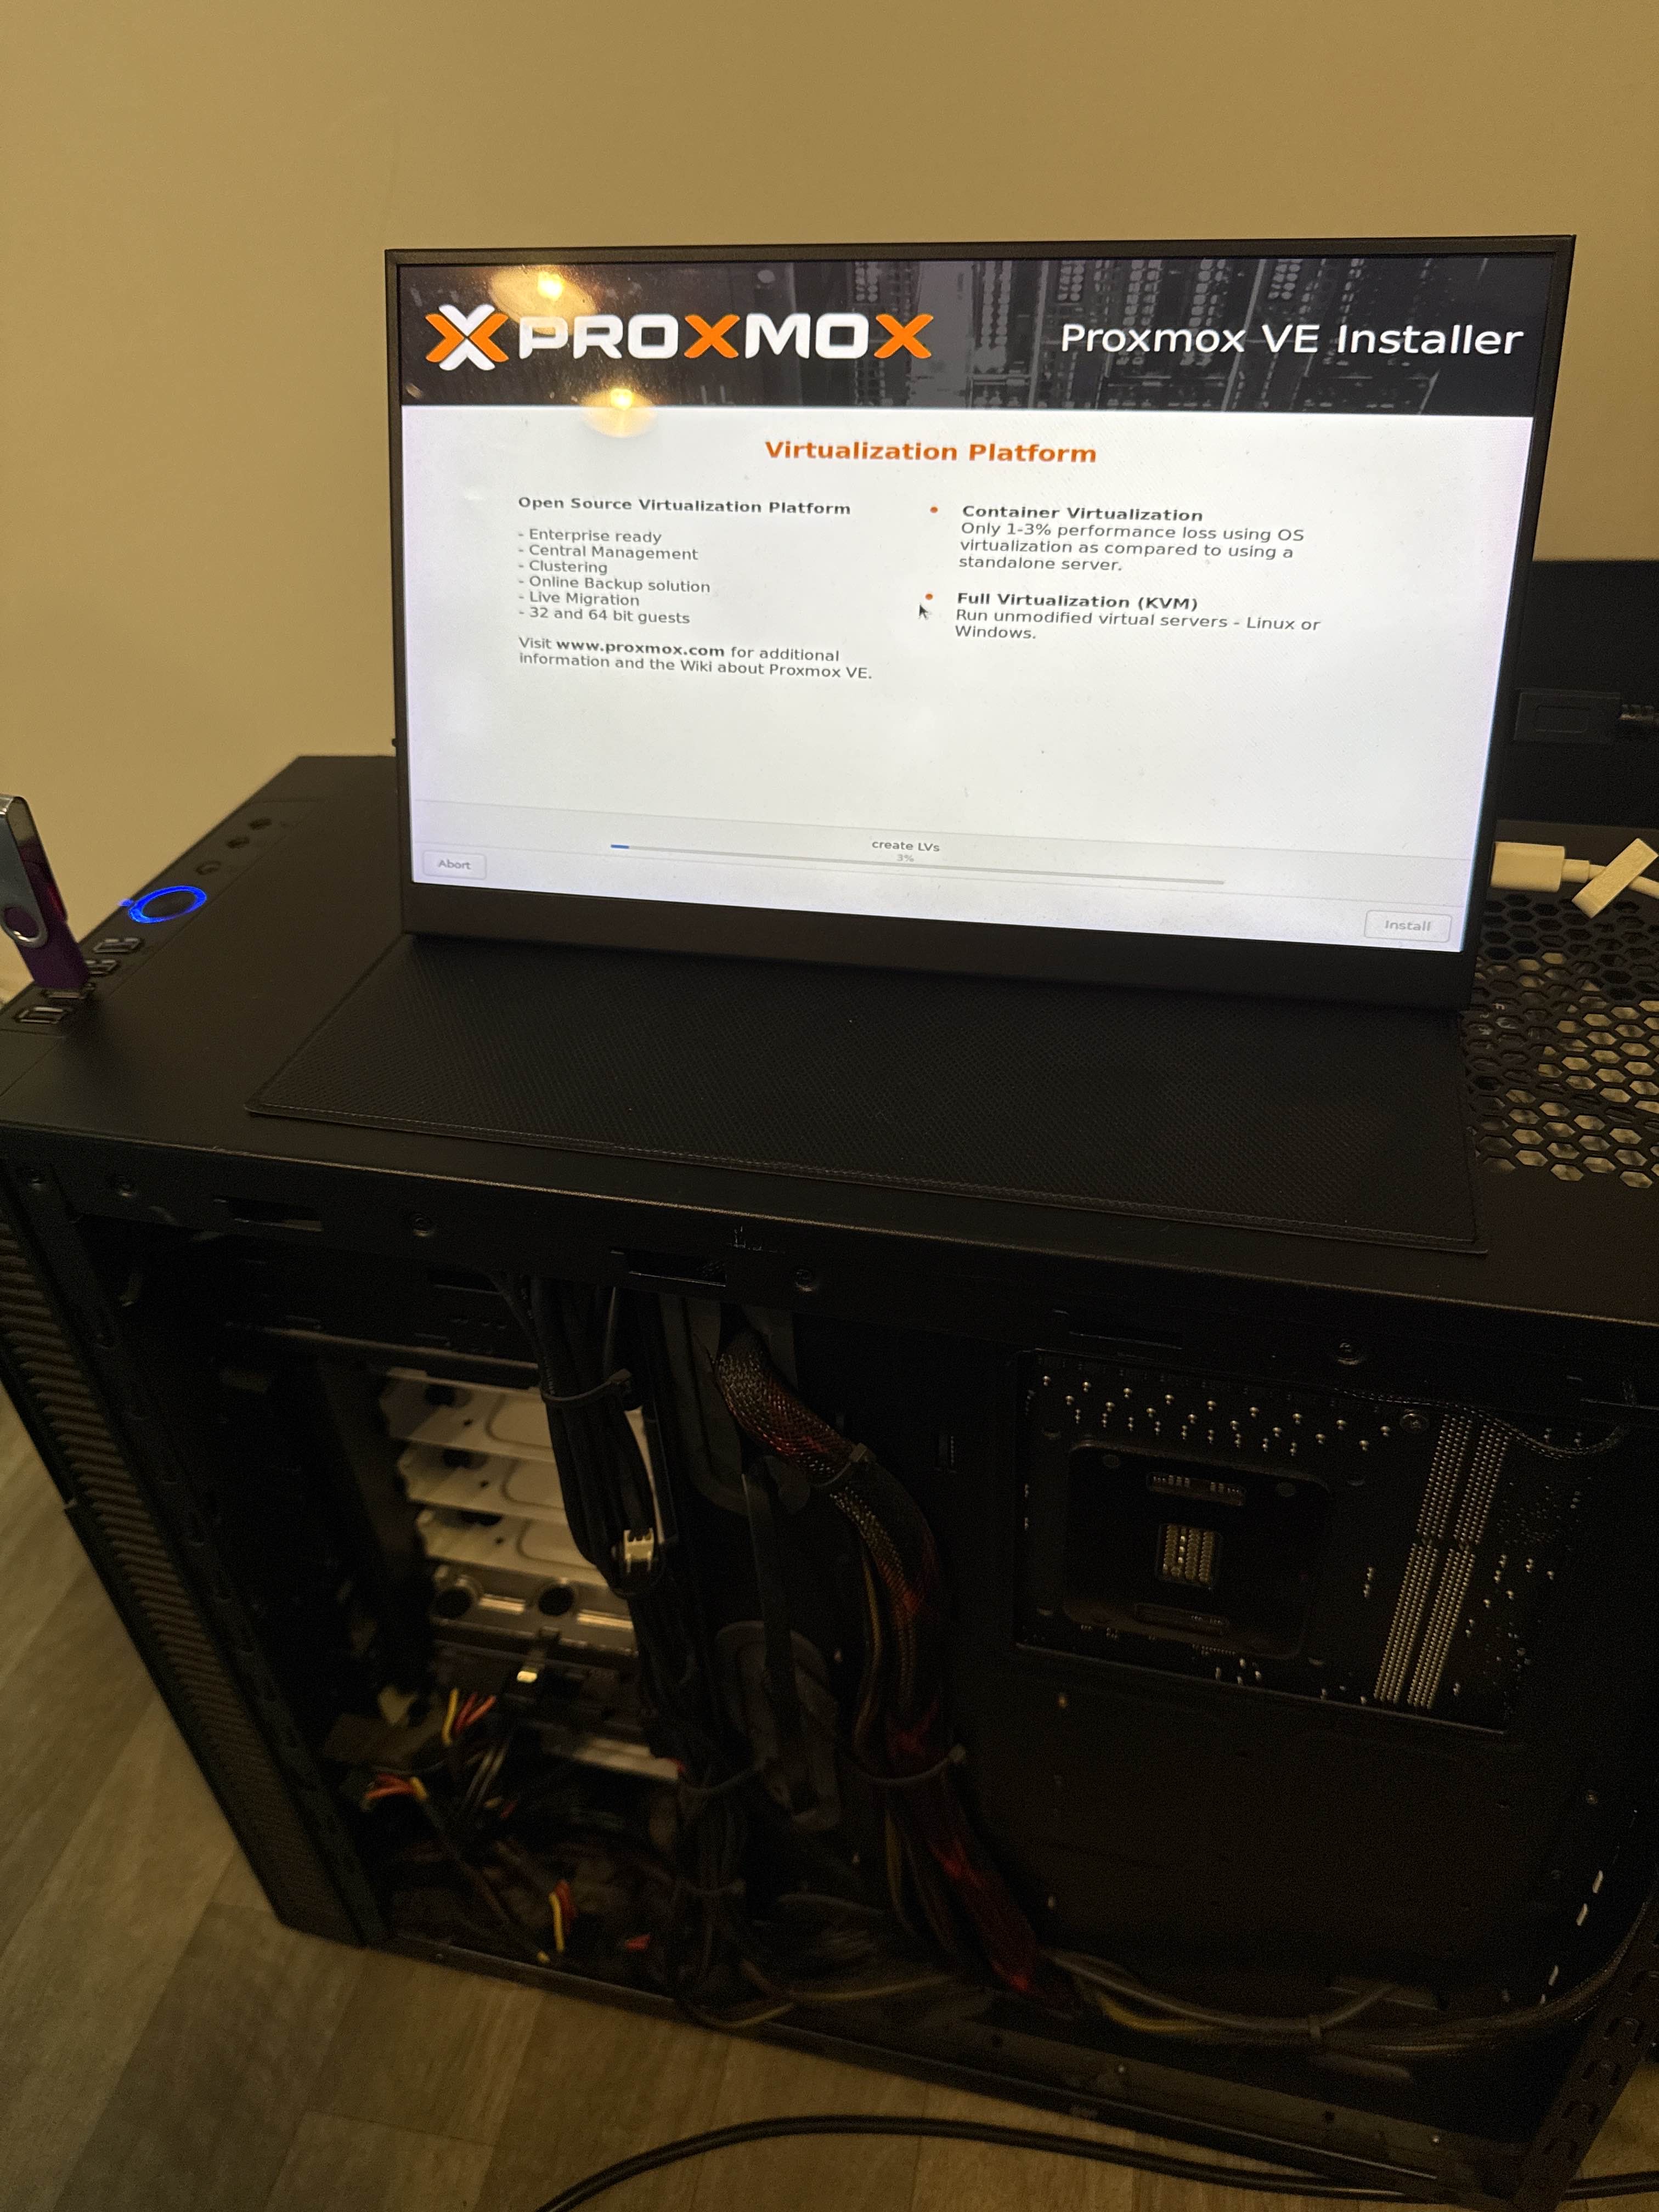 PROXMOX
Proxmox VE Installer
Virtualization Platform
Open Source Virtualization Platform
- Enterprise ready
- Central Management
- Clustering
- Online Backup solution
- Live Migration
- 32 and 64 bit guests
Visit www.proxmox.com for additional
information and the Wiki about Proxmox VE.
Container Virtualization
Only 1-3% performance loss using OS
virtualization as compared to using a
standalone server.
Full Virtualization (KVM)
Run unmodified virtual servers - Linux or
Windows.
create LVs
3%
Abort
Install